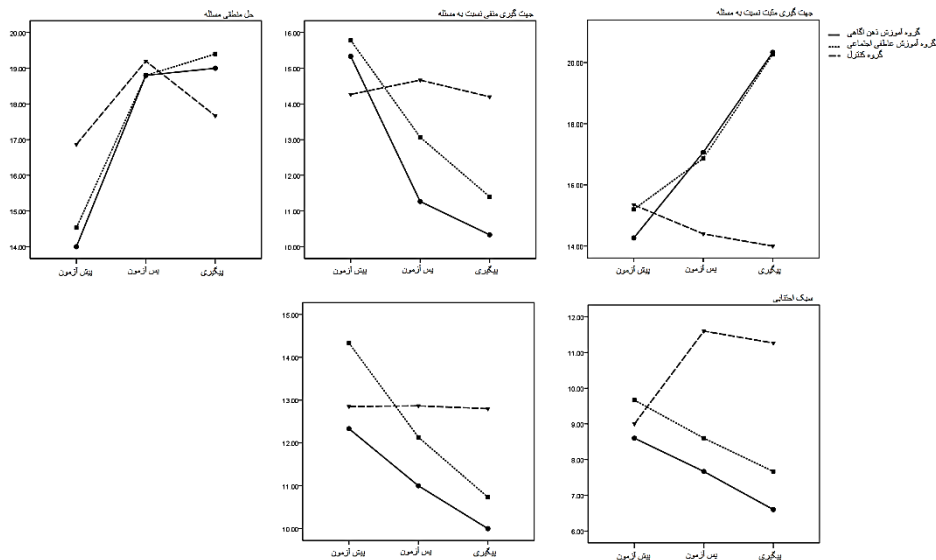 حل منطقی مسئله
20.00
19.00
18.00
17.00
16.00
15.00
14.00
پیش آزمون
پس آزمون
پیگیری
جهت گیری منفی نسبت به مسئله
16.00
15.00
14.00
13.00
12.00
11.00
10.00
پیش آزمون
پس آزمون
پیگیری
جهت گیری مثبت نسبت به مسئله
20.00
18.00
16.00
14.00
پیش آزمون
پس آزمون
پیگیری
گروه آموزش ذهن آگاهی
گروه آموزش عاطفی اجتماعی
گروه کنترل
15.00
14.00
13.00
12.00
11.00
10.00
پیش آزمون
پس آزمون
پیگیری
سبک اجتنابی
12.00
11.00
10.00
9.00
8.00
7.00
6.00
پیش آزمون
پس آزمون
پیگیری